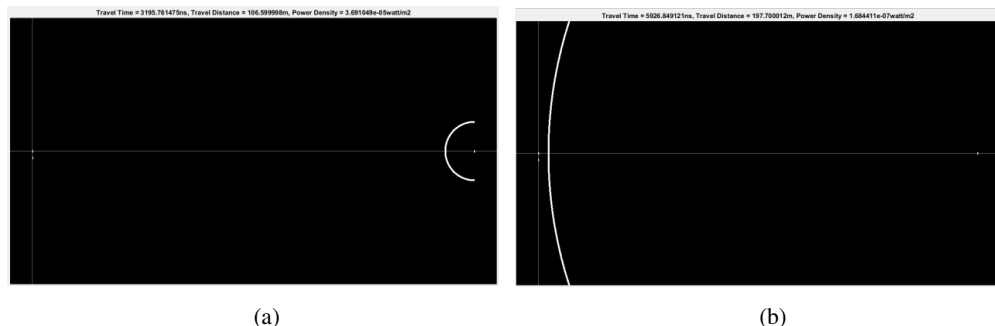 Travel Time = 3195.761475ns, Travel Distance = 106.599998m, Power Density = 3.691049e-05watt/m2
Travel Time = 5926.849121ns, Travel Distance = 197.700012m, Power Density = 1.684411e-07watt/m2
(a)
(b)